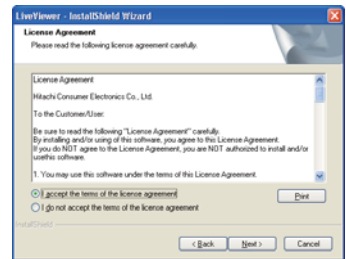 LiveViewer - InstallShield Wizard
License Agreement
Please read the following license agreement carefully.
License Agreement
Hitachi Consumer Electronics Co., Ltd.
To the Customer/User:
Be sure to read the following "License Agreement" carefully.
By installing and/or using of this software, you agree to this License Agreement.
If you do NOT agree to the License Agreement, you are NOT authorized to install and/or
usethis software.
1. You may use this software under the terms of this License Agreement.
I accept the terms of the license agreement
Print
I do not accept the terms of the license agreement
InstallShield
< Back Next > Cancel